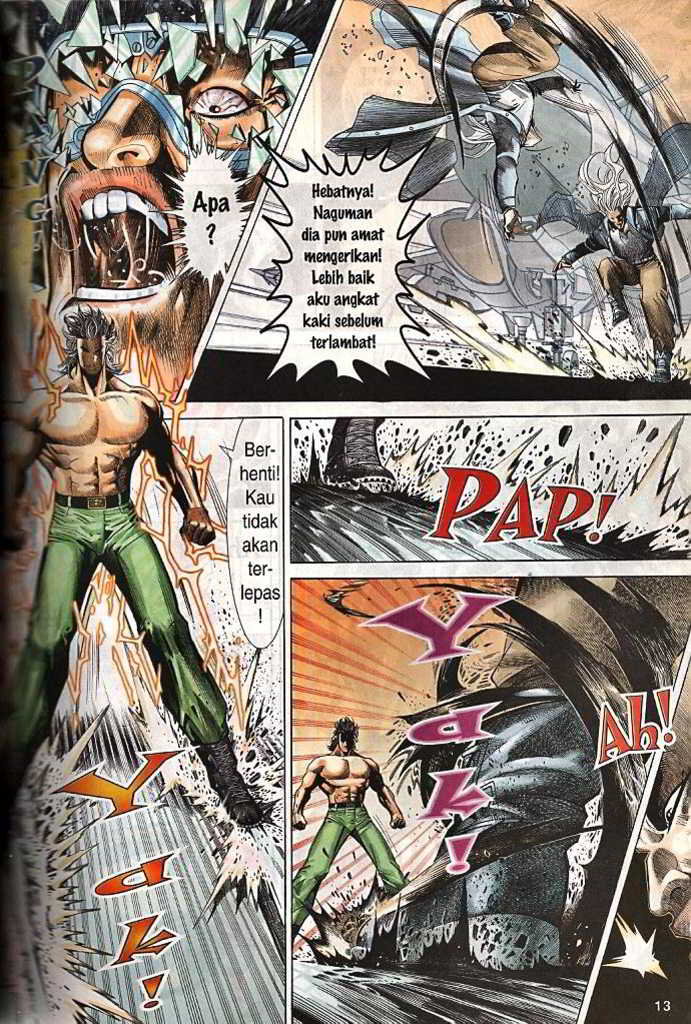 PRANG!
Apa
?
Hebatnya!
Naguman
dia pun amat
mengerikan!
Lebih baik
aku angkat
kaki sebelum
terlambat!
Ber-
henti!
Kau
tidak
akan
ter-
lepas
!
PAP!
Yak!
Yak!
Ah!
13